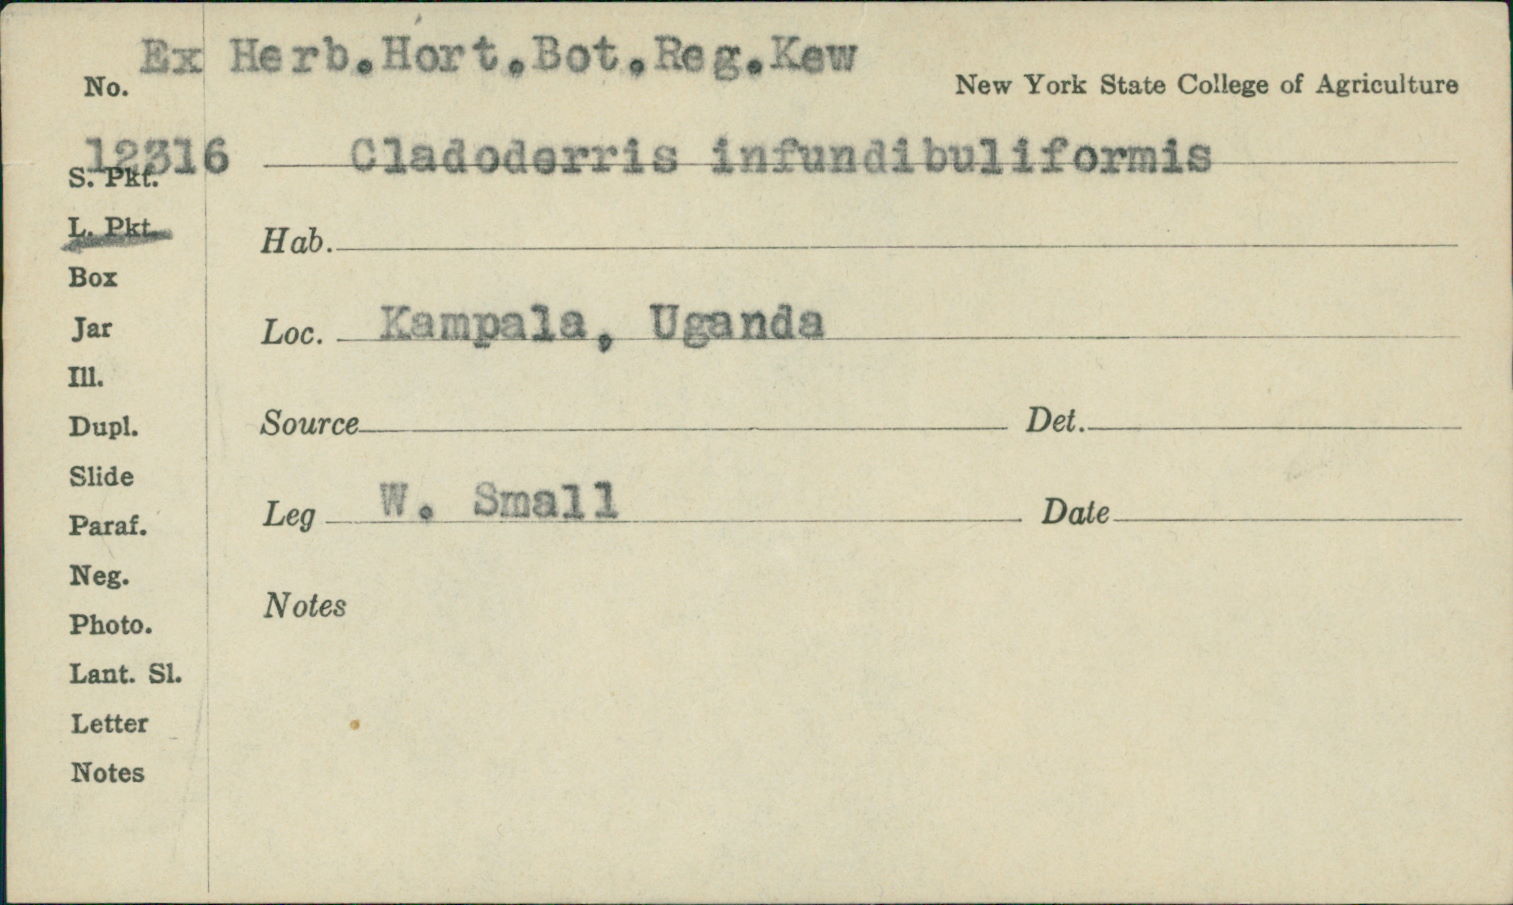 Ex Herb.Hort.Bot.Reg.Kew
No.
New York State College of Agriculture
12316 Cladoderris infundibuliformis
S. Pkt.
L. Pkt.
Hab.
Box
Jar
Loc. Kampala, Uganda
Ill.
Dupl.
Source Det.
Slide
Leg W. Small Date
Paraf.
Neg.
Notes
Photo.
Lant. Sl.
Letter
Notes